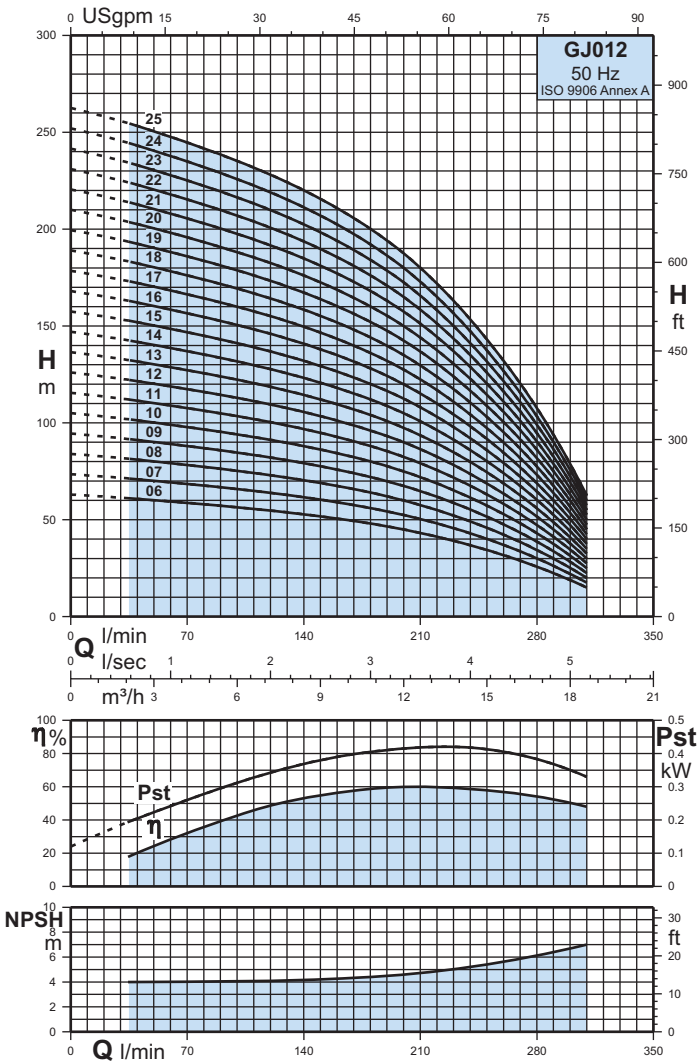 0 USgpm 15 30 45 60 75 90
GJ012
50 Hz
ISO 9906 Annex A
300
250
200
150
100
50
0
H
m
900
750
600
450
300
150
0
H
ft
25
24
23
22
21
20
19
18
17
16
15
14
13
12
11
10
09
08
07
06
0 70 140 210 280 350
Q l/min
0 l/sec 1 2 3 4 5
0 m³/h 3 6 9 12 15 18 21
100
80
60
40
20
0
η %
0.5
0.4
0.3
0.2
0.1
0
Pst
kW
Pst
η
NPSH
m
10
8
6
4
2
0
30
20
10
0
ft
0 70 140 210 280 350
Q l/min